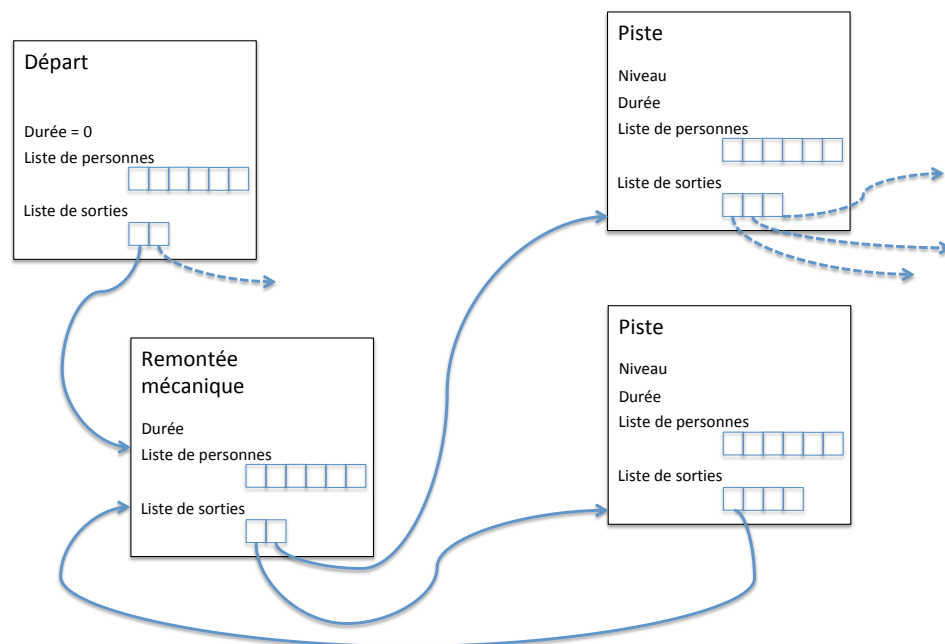 Départ
Durée = 0
Liste de personnes
Liste de sorties
Piste
Niveau
Durée
Liste de personnes
Liste de sorties
Remontée
mécanique
Durée
Liste de personnes
Liste de sorties
Piste
Niveau
Durée
Liste de personnes
Liste de sorties